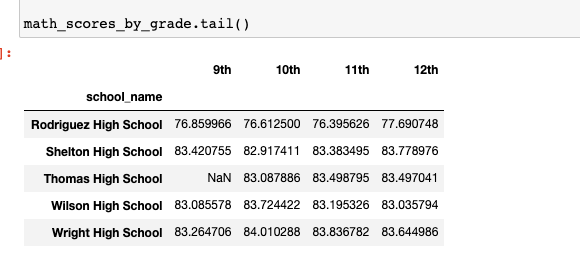 math_scores_by_grade.tail()
]:
9th 10th 11th 12th
school_name
Rodriguez High School 76.859966 76.612500 76.395626 77.690748
Shelton High School 83.420755 82.917411 83.383495 83.778976
Thomas High School NaN 83.087886 83.498795 83.497041
Wilson High School 83.085578 83.724422 83.195326 83.035794
Wright High School 83.264706 84.010288 83.836782 83.644986